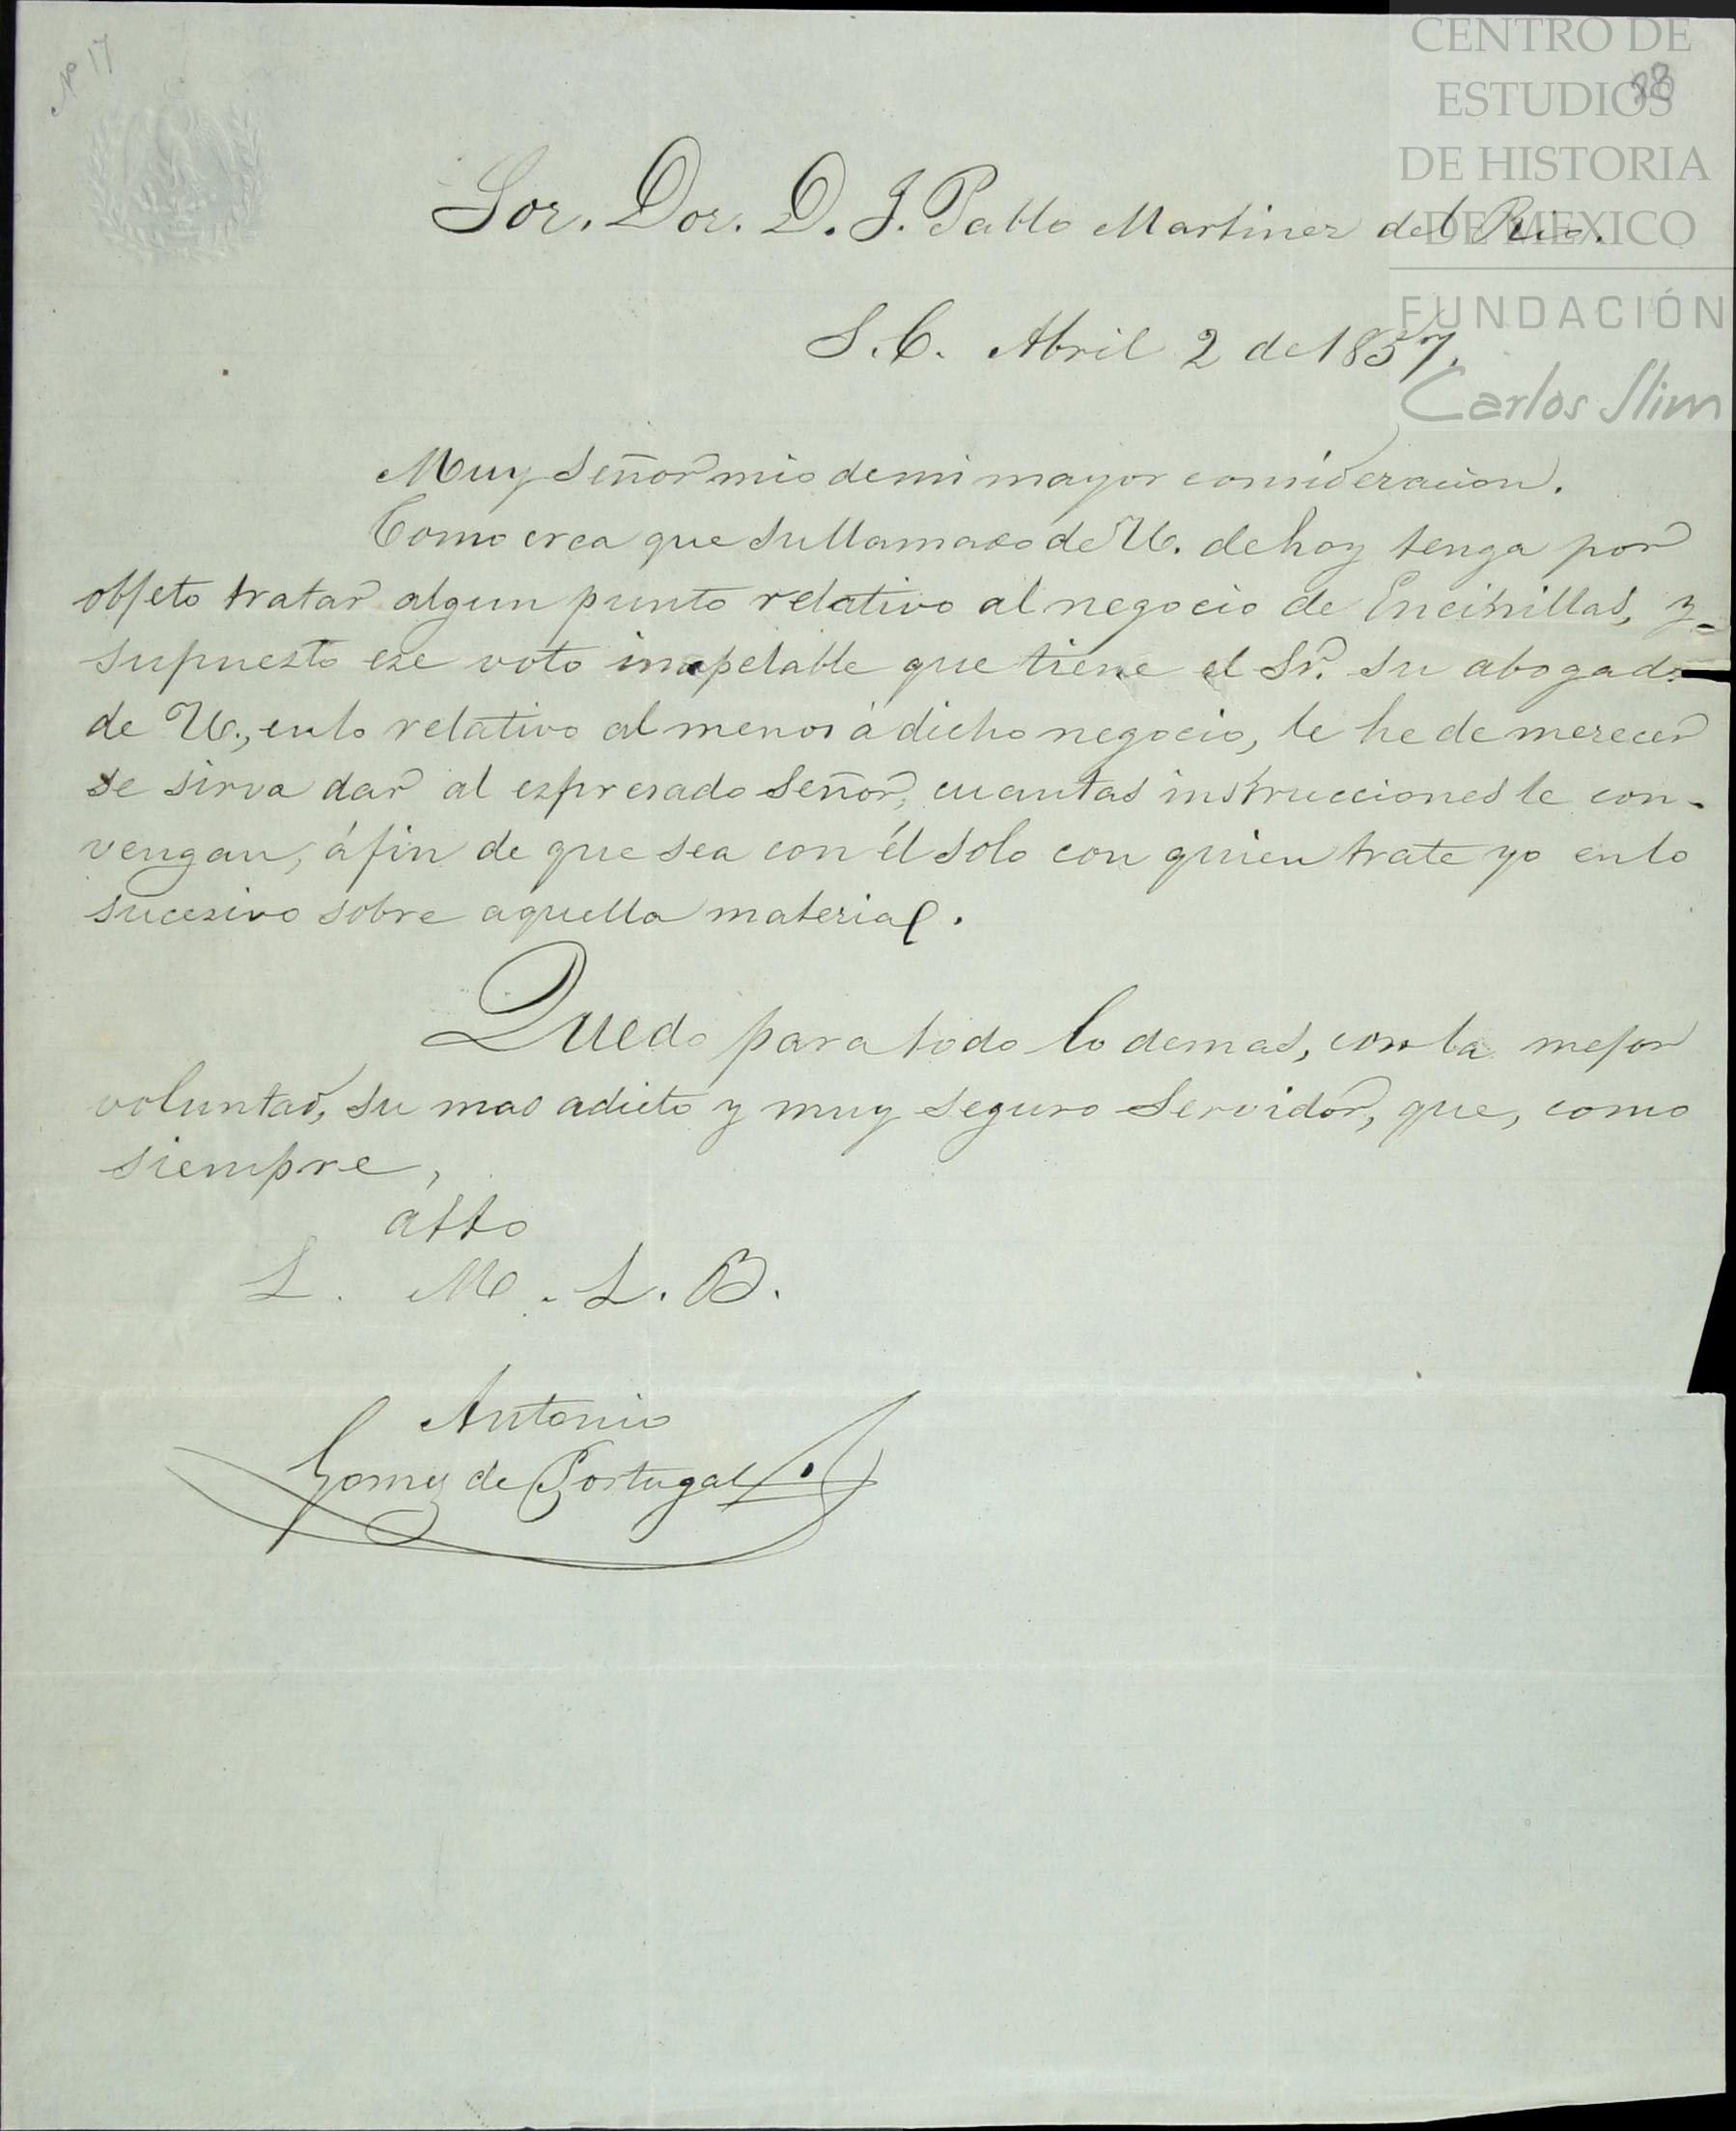 Nº 17
28
CENTRO DE
ESTUDIOS
DE HISTORIA
DE MEXICO
FUNDACIÓN
Carlos Slim
Sor. Dor. D. J. Pablo Martinez del Rio.
S. C. Abril 2 de 1857.
Muy Señor mio de mi mayor consideracion.
Como crea que su llamado de U. de hoy tenga por
objeto tratar algun punto relativo al negocio de Encinillas, y
supuesto ese voto inapelable que tiene el Sr. su abogado
de U., en lo relativo al menos á dicho negocio, le he de merecer
se sirva dar al espresado Señor, cuantas instrucciones le con-
vengan, á fin de que sea con él solo con quien trate yo en lo
sucesivo sobre aquella materia.
Quedo para todo lo demas, con la mejor
voluntad, su mas adicto y muy seguro servidor, que, como
siempre,
atto
S. M. S. B.
Antonio
Gomez de Portugal